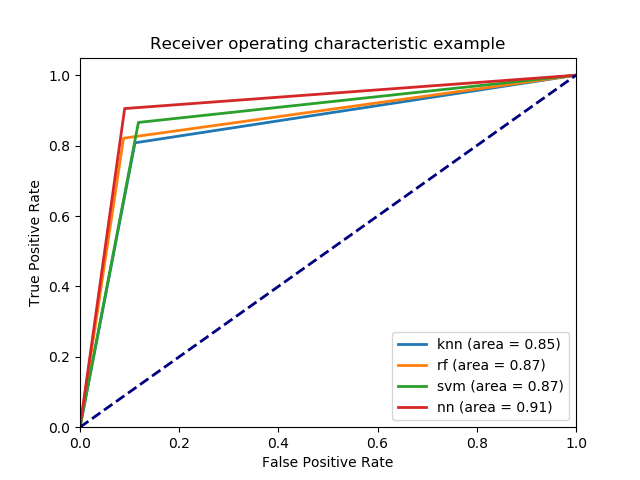 Receiver operating characteristic example
True Positive Rate
1.0
0.8
0.6
0.4
0.2
0.0
knn (area = 0.85)
rf (area = 0.87)
svm (area = 0.87)
nn (area = 0.91)
0.0 0.2 0.4 0.6 0.8 1.0
False Positive Rate